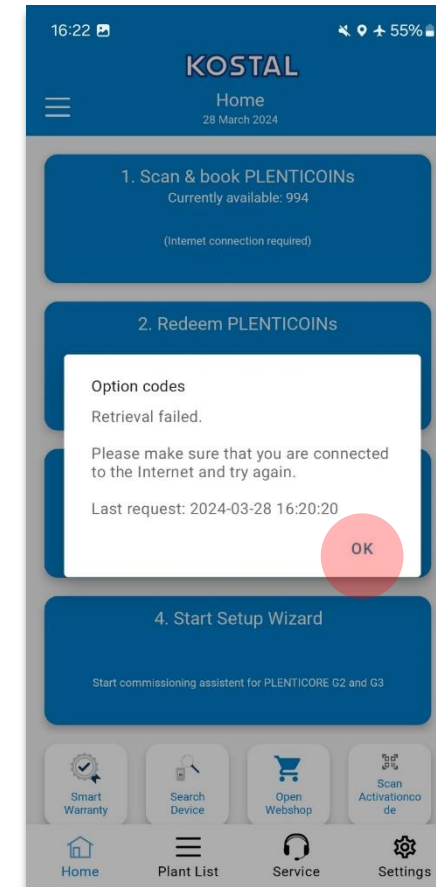 16:22 55%
KOSTAL
Home
28 March 2024
1. Scan & book PLENTICOINs
Currently available: 994
(Internet connection required)
2. Redeem PLENTICOINs
Option codes
Retrieval failed.
Please make sure that you are connected
to the Internet and try again.
Last request: 2024-03-28 16:20:20
OK
4. Start Setup Wizard
Start commissioning assistent for PLENTICORE G2 and G3
Smart
Warranty
Search
Device
Open
Webshop
Scan
Activationco
de
Home Plant List Service Settings